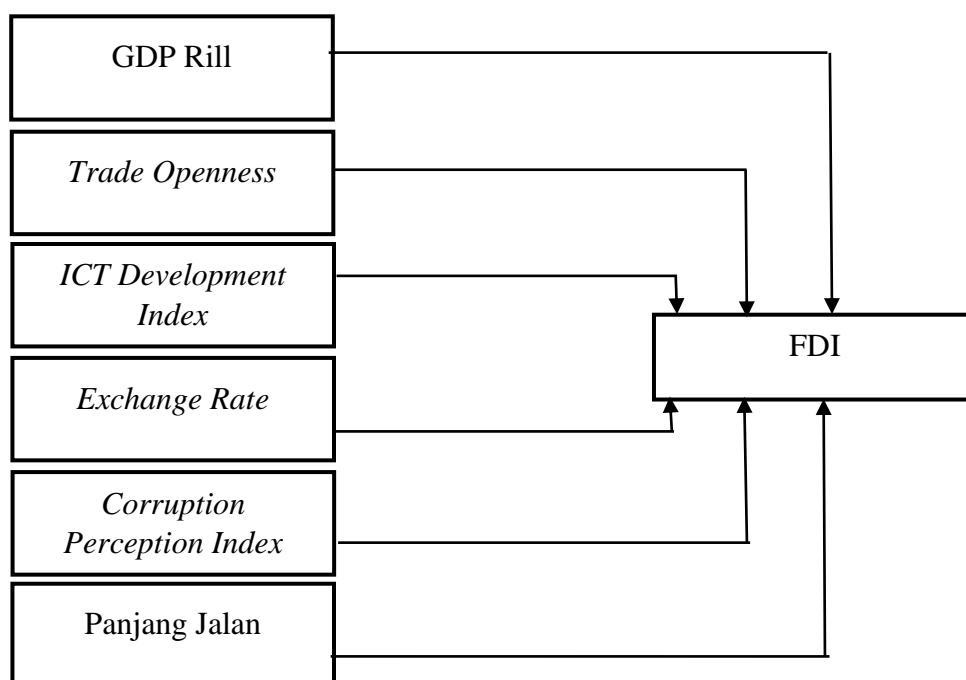 GDP Rill
Trade Openness
ICT Development
Index
FDI
Exchange Rate
Corruption
Perception Index
Panjang Jalan